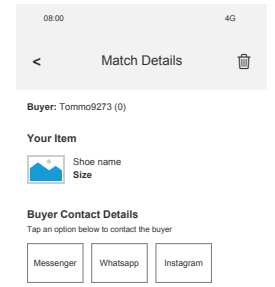 08:00 4G
< Match Details
Buyer: Tommo9273 (0)
Your Item
Shoe name
Size
Buyer Contact Details
Tap an option below to contact the buyer
Messenger Whatsapp Instagram